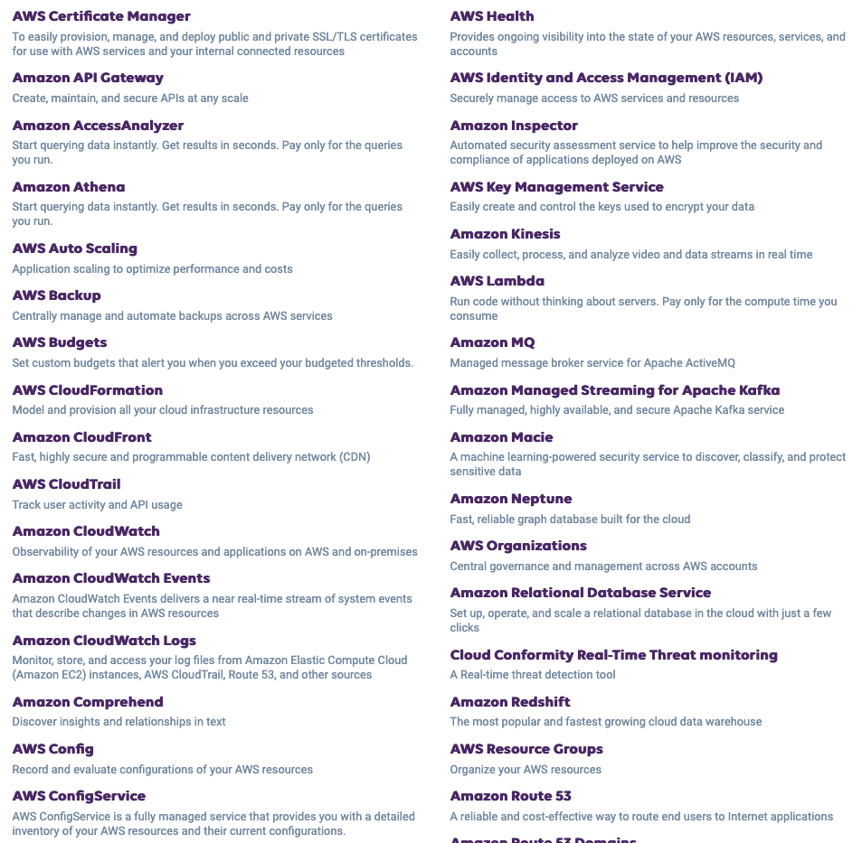 AWS Certificate Manager
To easily provision, manage, and deploy public and private SSL/TLS certificates
for use with AWS services and your internal connected resources
Amazon API Gateway
Create, maintain, and secure APIs at any scale
Amazon AccessAnalyzer
Start querying data instantly. Get results in seconds. Pay only for the queries
you run.
Amazon Athena
Start querying data instantly. Get results in seconds. Pay only for the queries
you run.
AWS Auto Scaling
Application scaling to optimize performance and costs
AWS Backup
Centrally manage and automate backups across AWS services
AWS Budgets
Set custom budgets that alert you when you exceed your budgeted thresholds.
AWS CloudFormation
Model and provision all your cloud infrastructure resources
Amazon CloudFront
Fast, highly secure and programmable content delivery network (CDN)
AWS CloudTrail
Track user activity and API usage
Amazon CloudWatch
Observability of your AWS resources and applications on AWS and on-premises
Amazon CloudWatch Events
Amazon CloudWatch Events delivers a near real-time stream of system events
that describe changes in AWS resources
Amazon CloudWatch Logs
Monitor, store, and access your log files from Amazon Elastic Compute Cloud
(Amazon EC2) instances, AWS CloudTrail, Route 53, and other sources
Amazon Comprehend
Discover insights and relationships in text
AWS Config
Record and evaluate configurations of your AWS resources
AWS ConfigService
AWS ConfigService is a fully managed service that provides you with a detailed
inventory of your AWS resources and their current configurations.
AWS Health
Provides ongoing visibility into the state of your AWS resources, services, and
accounts
AWS Identity and Access Management (IAM)
Securely manage access to AWS services and resources
Amazon Inspector
Automated security assessment service to help improve the security and
compliance of applications deployed on AWS
AWS Key Management Service
Easily create and control the keys used to encrypt your data
Amazon Kinesis
Easily collect, process, and analyze video and data streams in real time
AWS Lambda
Run code without thinking about servers. Pay only for the compute time you
consume
Amazon MQ
Managed message broker service for Apache ActiveMQ
Amazon Managed Streaming for Apache Kafka
Fully managed, highly available, and secure Apache Kafka service
Amazon Macie
A machine learning-powered security service to discover, classify, and protect
sensitive data
Amazon Neptune
Fast, reliable graph database built for the cloud
AWS Organizations
Central governance and management across AWS accounts
Amazon Relational Database Service
Set up, operate, and scale a relational database in the cloud with just a few
clicks
Cloud Conformity Real-Time Threat monitoring
A Real-time threat detection tool
Amazon Redshift
The most popular and fastest growing cloud data warehouse
AWS Resource Groups
Organize your AWS resources
Amazon Route 53
A reliable and cost-effective way to route end users to Internet applications
Amazon Route 53 Domains